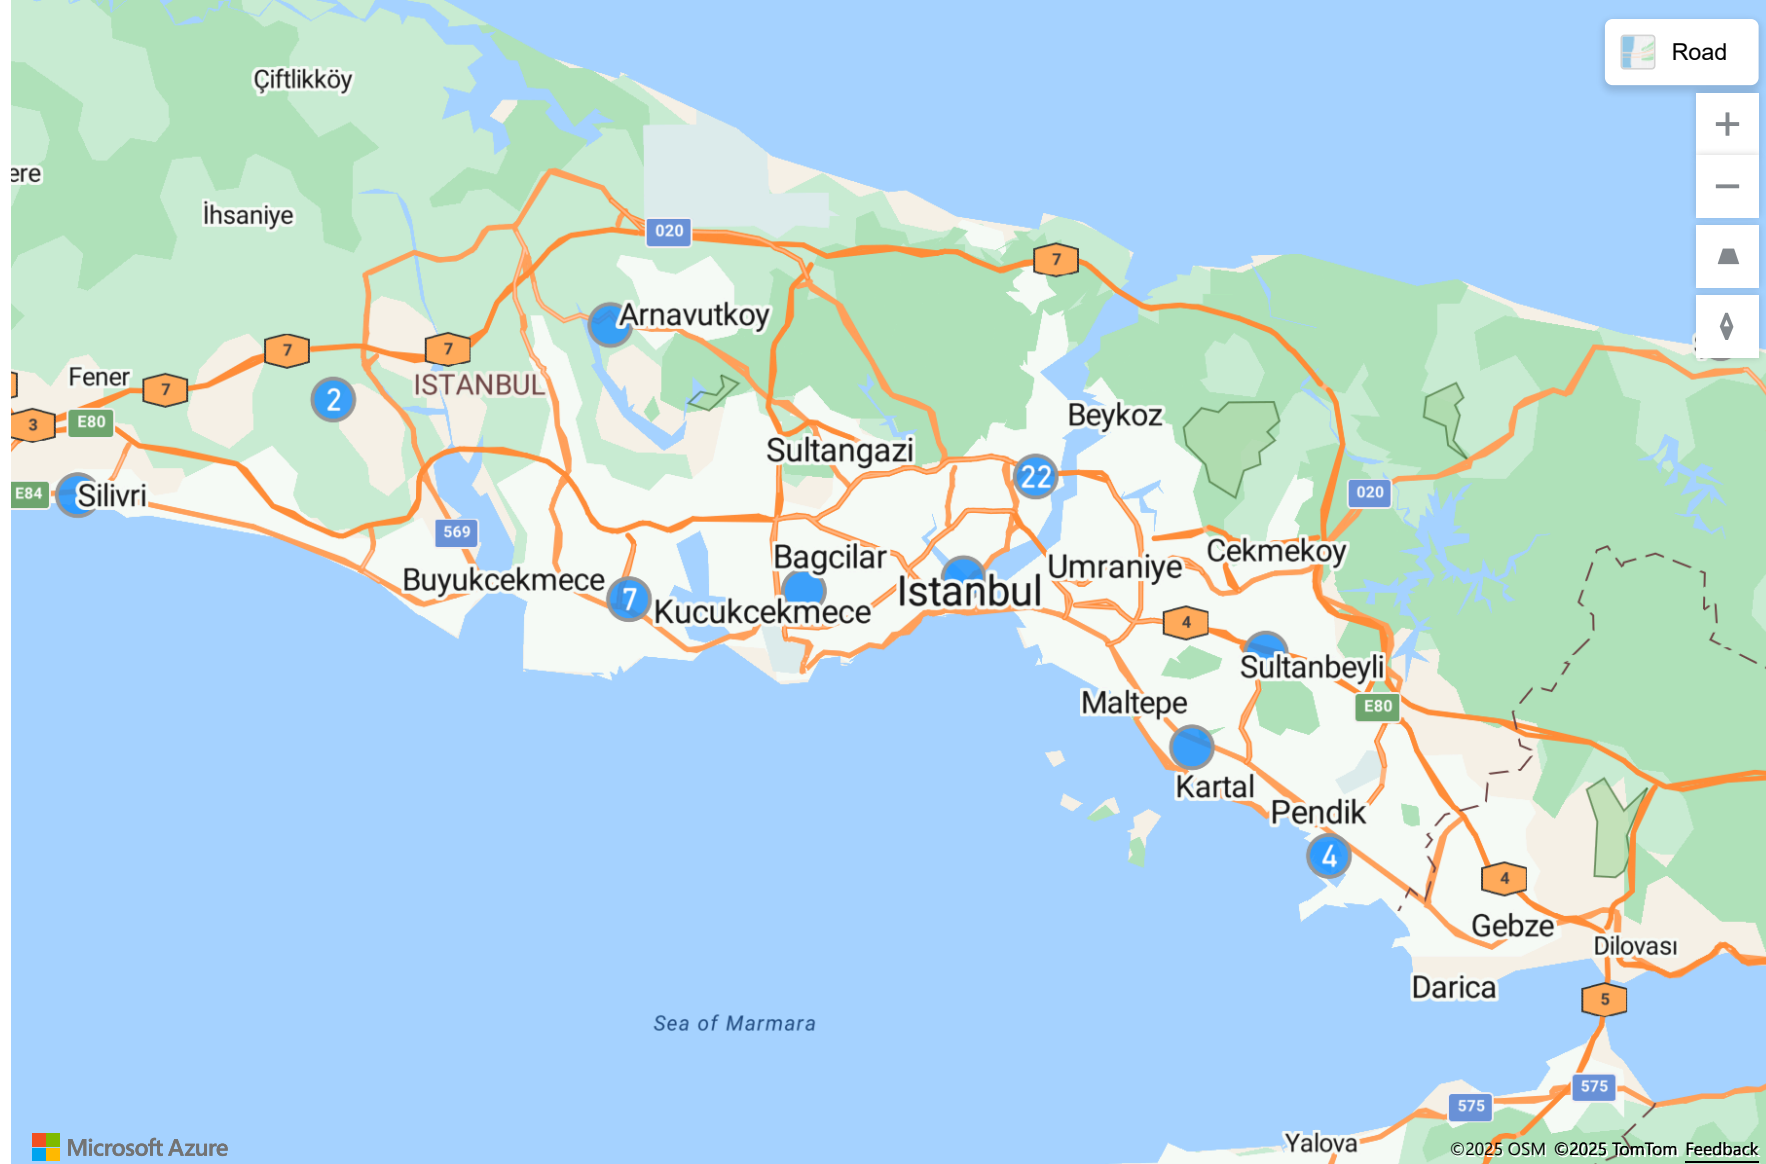 Road
Çiftlikköy
ere
İhsaniye
020
7
Arnavutkoy
7
7
Fener
7
ISTANBUL
2
3
E80
Beykoz
Sultangazi
22
E84
Silivri
020
569
Bagcilar
Cekmekoy
Umraniye
Buyukcekmece
Istanbul
7
Kucukcekmece
4
Sultanbeyli
Maltepe
E80
Kartal
Pendik
4
4
Gebze
Dilovası
Darica
5
Sea of Marmara
575
575
Yalova
Microsoft Azure
©2025 OSM ©2025 TomTom Feedback